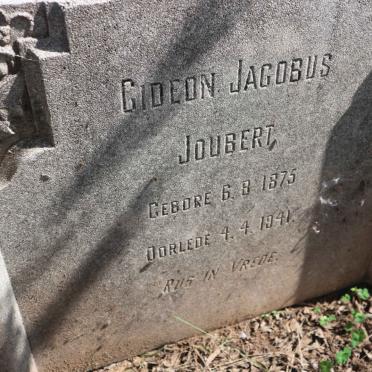 GIDEON JACOBUS
JOUBERT,
GEBORE 6. 8. 1875
OORLEDE 4. 4. 1941.
RUS IN VREDE.